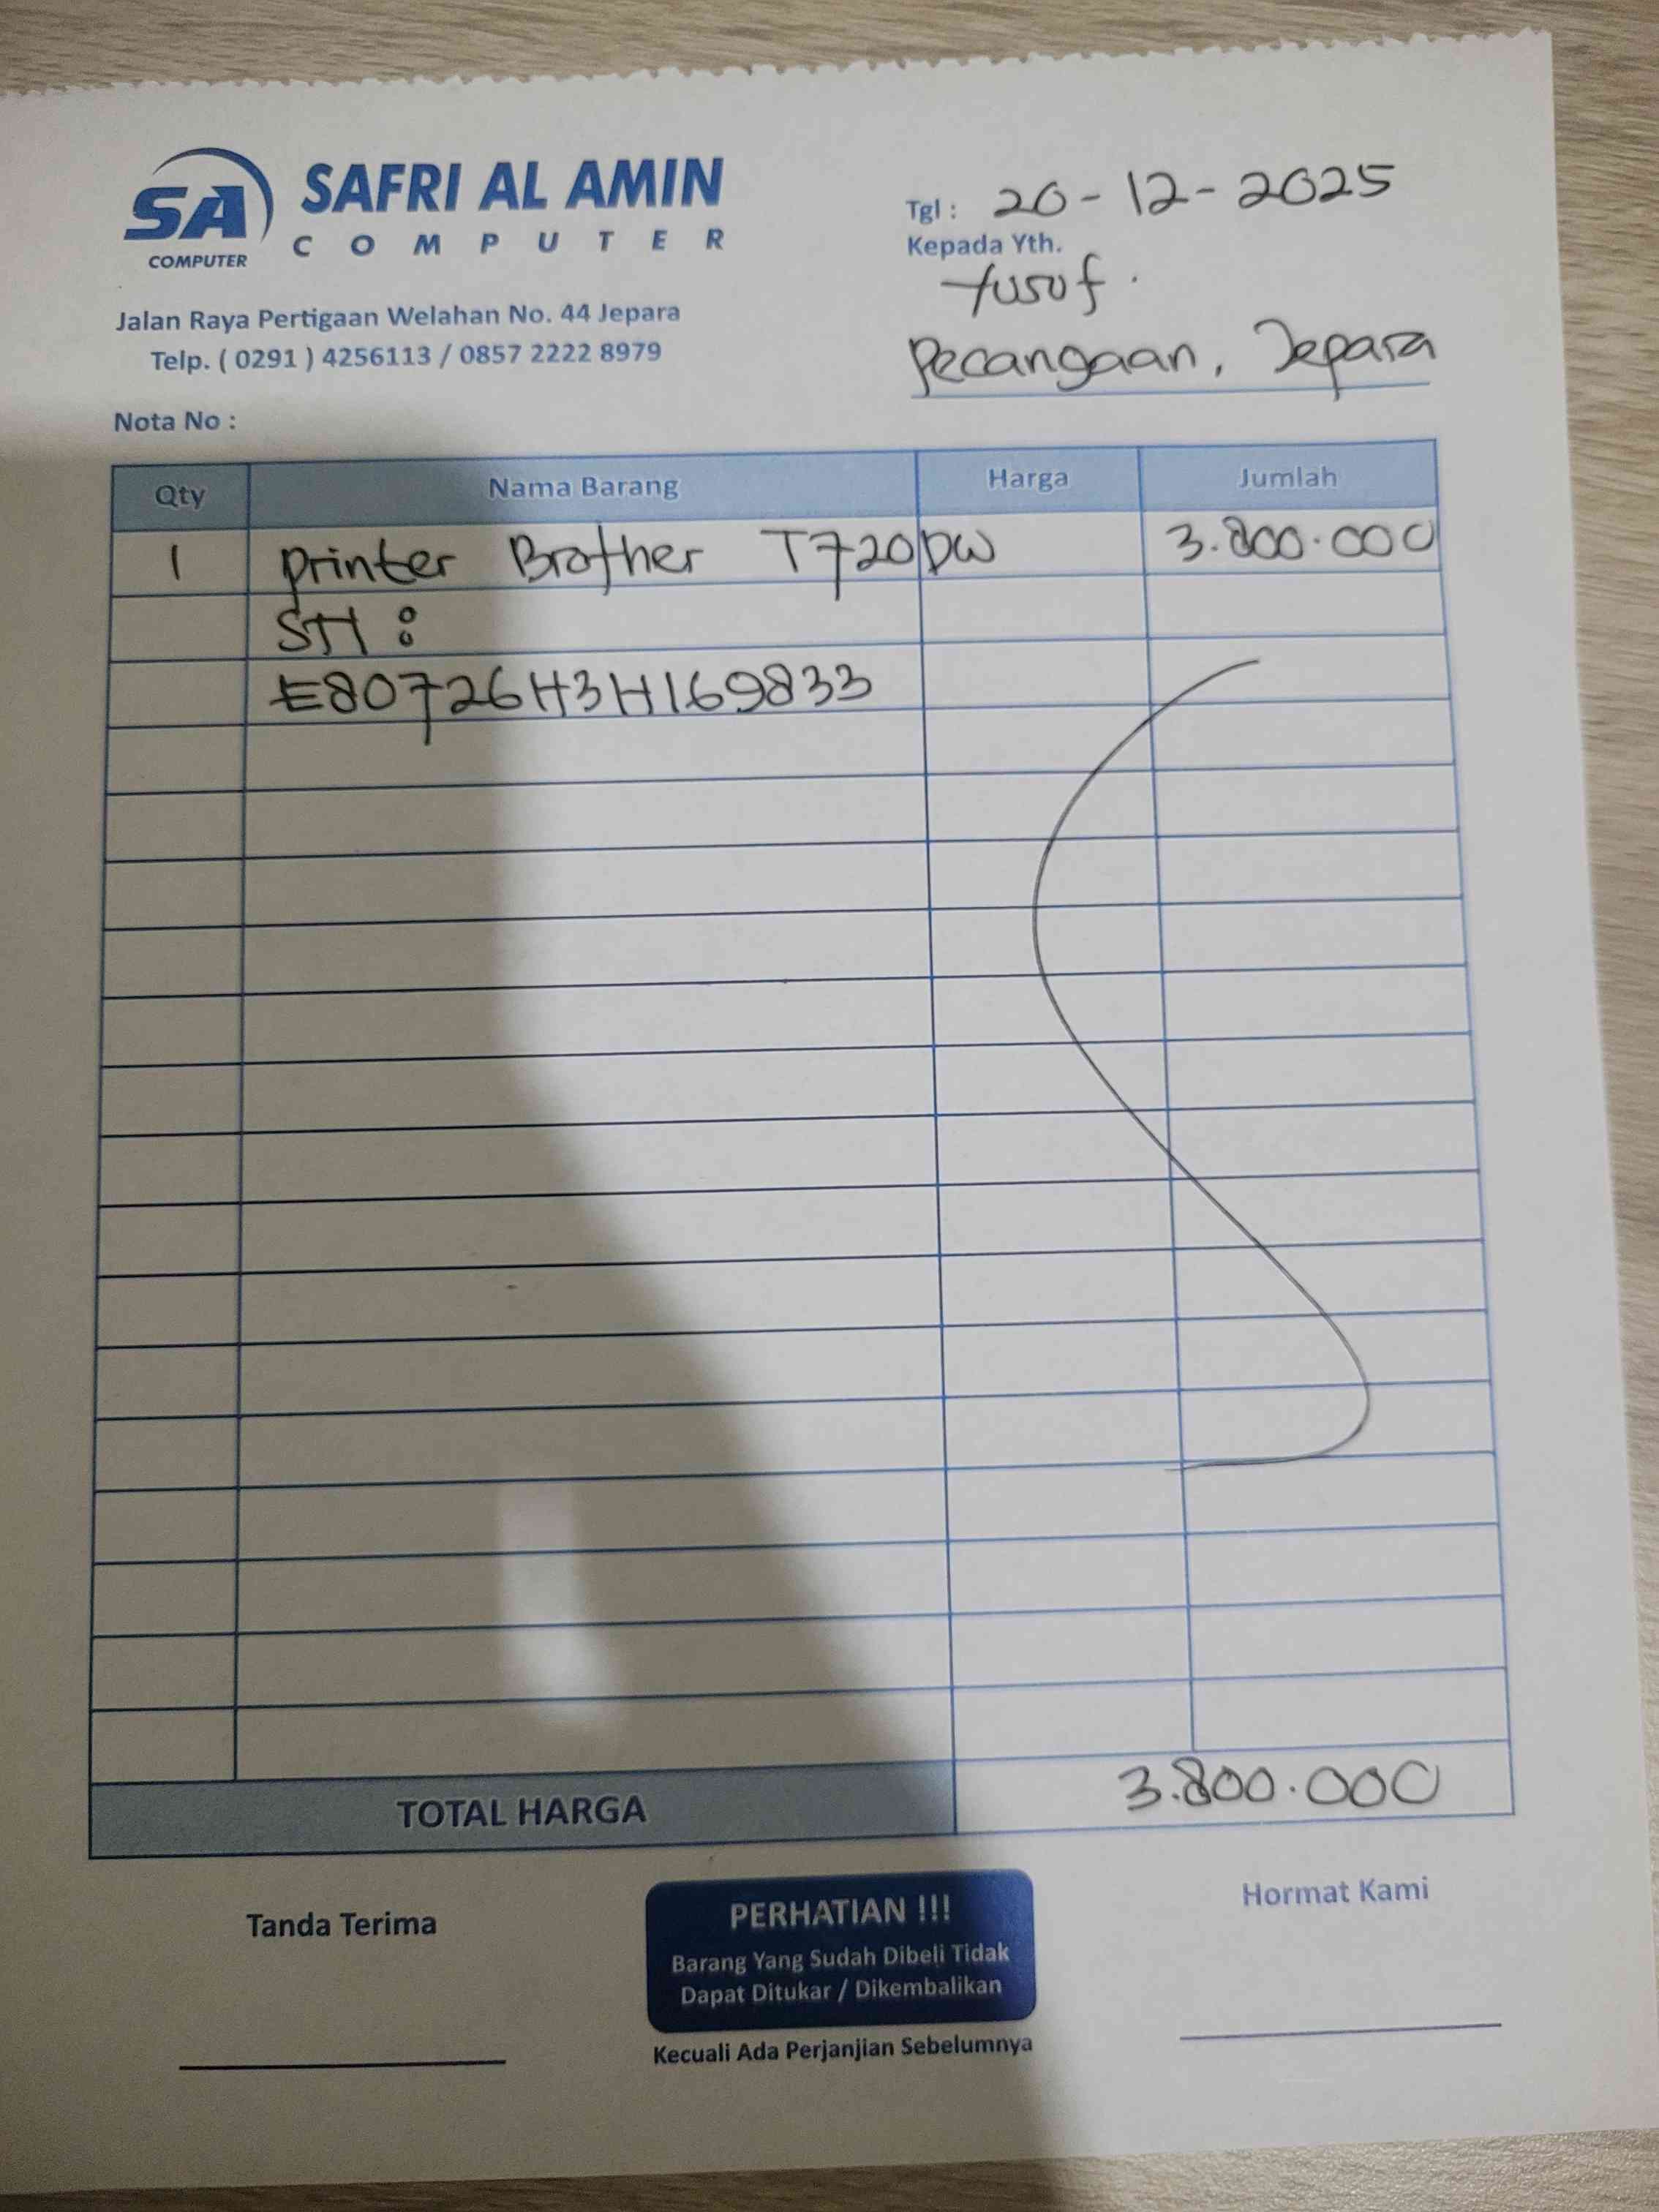 SA
COMPUTER
SAFRI AL AMIN
COMPUTER
Jalan Raya Pertigaan Welahan No. 44 Jepara
Telp. ( 0291 ) 4256113 / 0857 2222 8979
Tgl : 20-12-2025
Kepada Yth.
Yusuf.
Pecangaan, Jepara
Nota No :
Qty Nama Barang Harga Jumlah
1 printer Brother T720DW 3.800.000
SN :
E80726H3H169833
TOTAL HARGA 3.800.000
Tanda Terima
PERHATIAN !!!
Barang Yang Sudah Dibeli Tidak
Dapat Ditukar / Dikembalikan
Kecuali Ada Perjanjian Sebelumnya
Hormat Kami